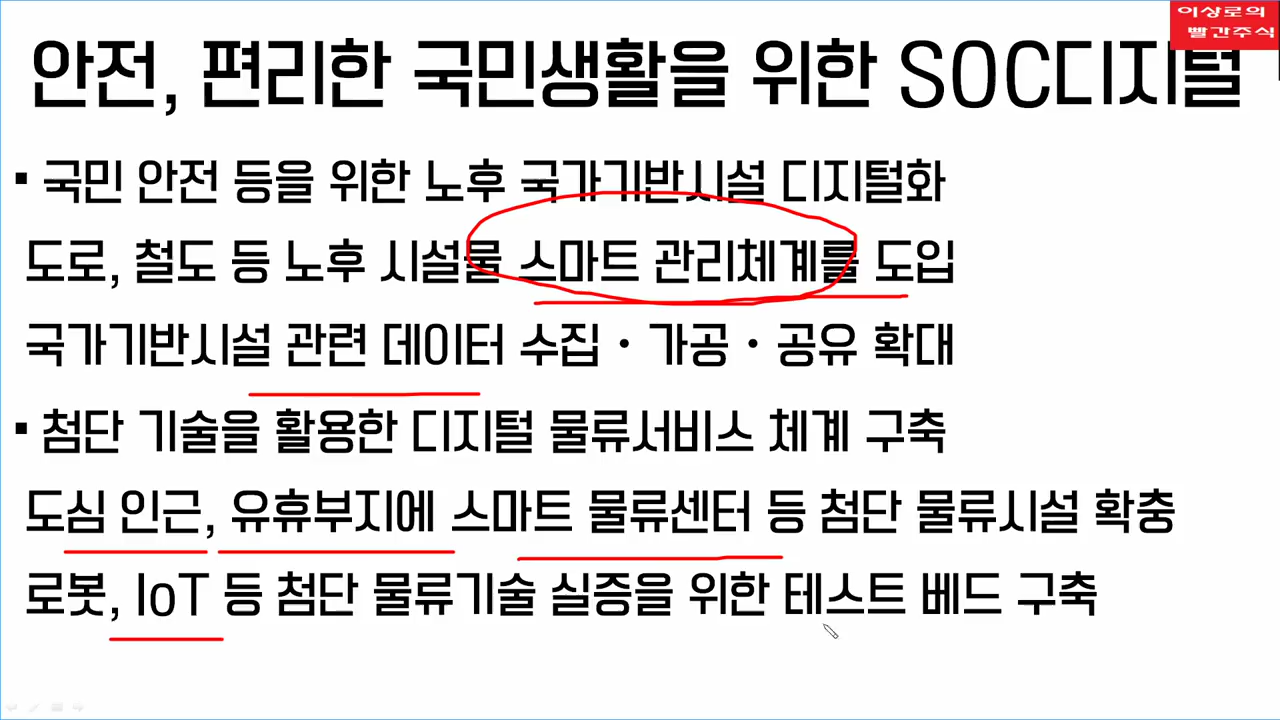 이상로의
빨간주식
안전, 편리한 국민생활을 위한 SOC디지털
▪ 국민 안전 등을 위한 노후 국가기반시설 디지털화
도로, 철도 등 노후 시설물 스마트 관리체계를 도입
국가기반시설 관련 데이터 수집·가공·공유 확대
▪ 첨단 기술을 활용한 디지털 물류서비스 체계 구축
도심 인근, 유휴부지에 스마트 물류센터 등 첨단 물류시설 확충
로봇, IoT 등 첨단 물류기술 실증을 위한 테스트 베드 구축